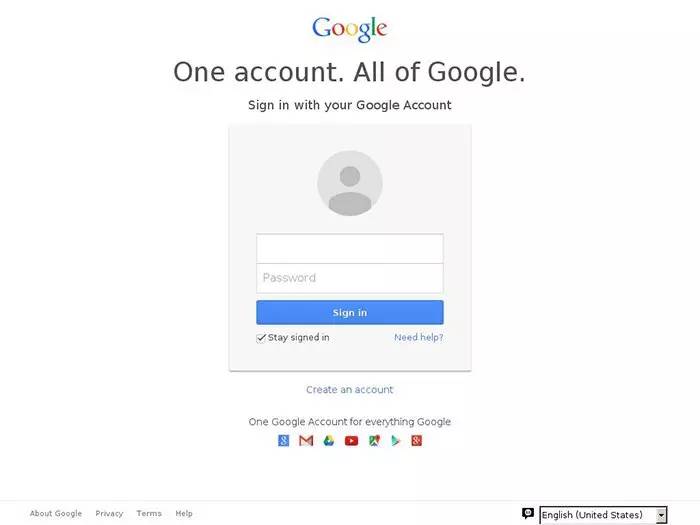 Google
One account. All of Google.
Sign in with your Google Account
Password
Sign in
Stay signed in Need help?
Create an account
One Google Account for everything Google
About Google Privacy Terms Help English (United States)